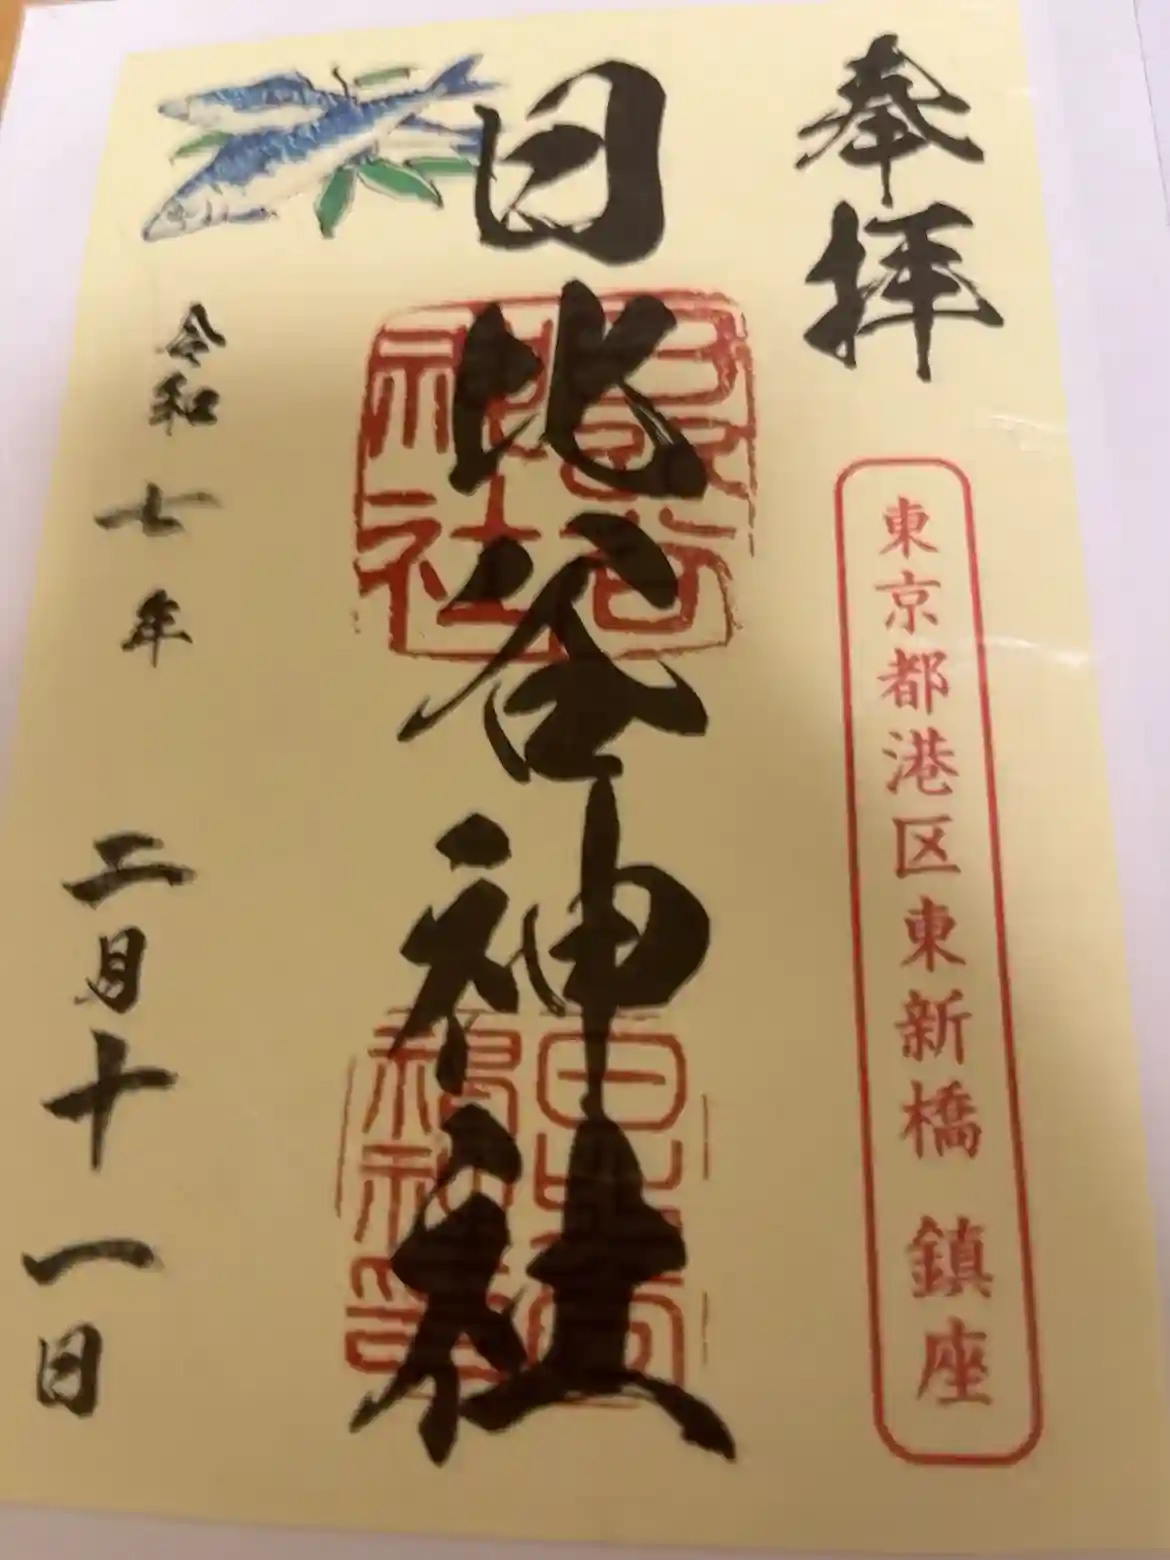 奉拝
東京都港区東新橋 鎮座
日比谷神社
令和七年 二月十一日